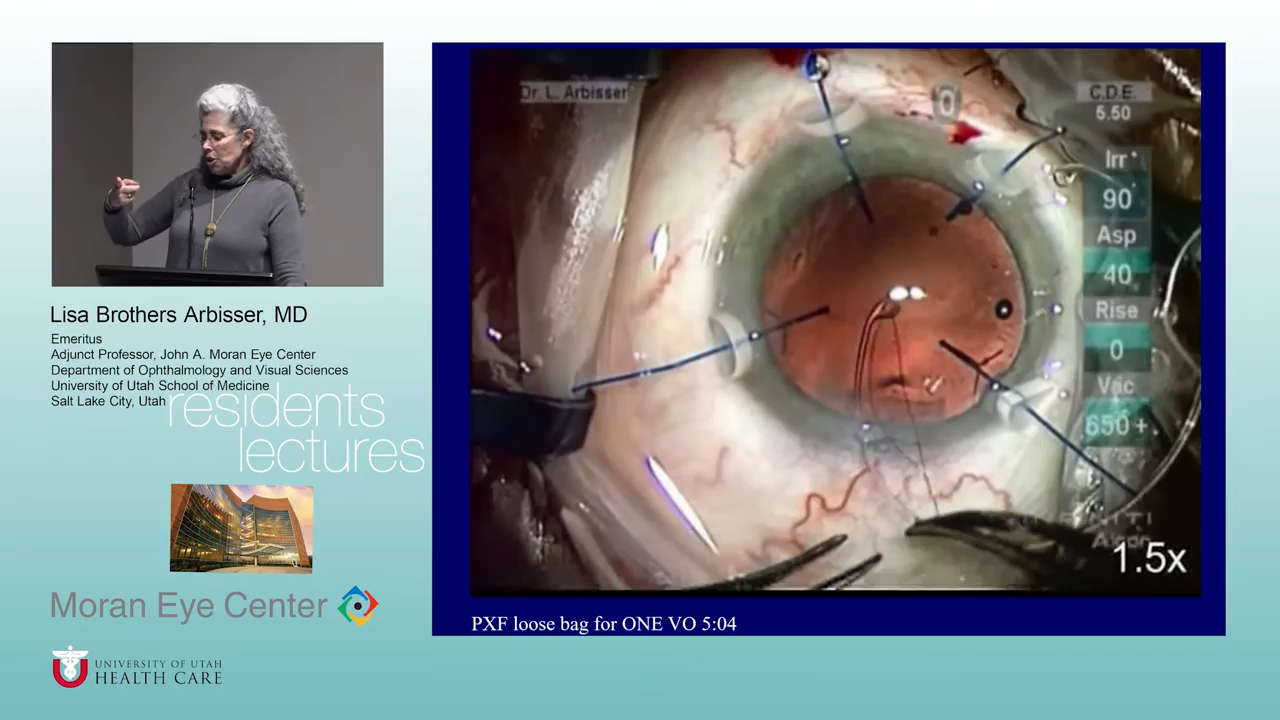 Lisa Brothers Arbisser, MD
Emeritus
Adjunct Professor, John A. Moran Eye Center
Department of Ophthalmology and Visual Sciences
University of Utah School of Medicine
Salt Lake City, Utah
residents
lectures
Moran Eye Center
UNIVERSITY OF UTAH
HEALTH CARE
Dr. L. Arbisser
0
C.D.E.
5.50
Irr*
90
Asp
40
Rise
0
Vac
650+
Alcon
1.5x
PXF loose bag for ONE VO 5:04